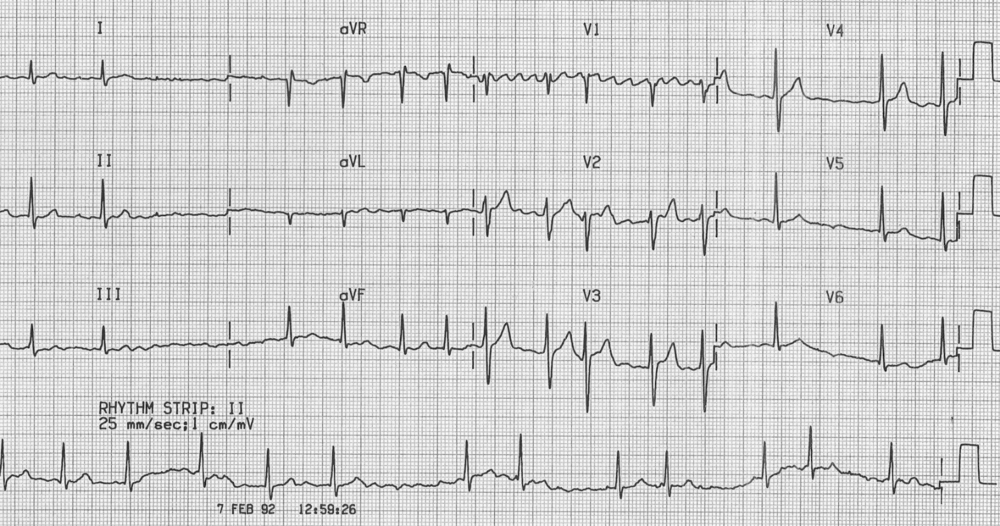 I aVR V1 V4
II aVL V2 V5
III aVF V3 V6
RHYTHM STRIP: II
25 mm/sec; 1 cm/mV
7 FEB 92 12:59:26